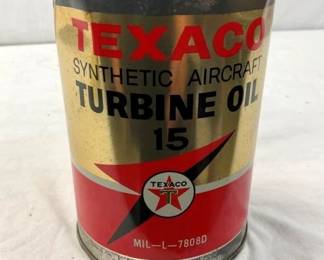 TEXACO
SYNTHETIC AIRCRAFT
TURBINE OIL
15
TEXACO
T
MIL-L-7808D